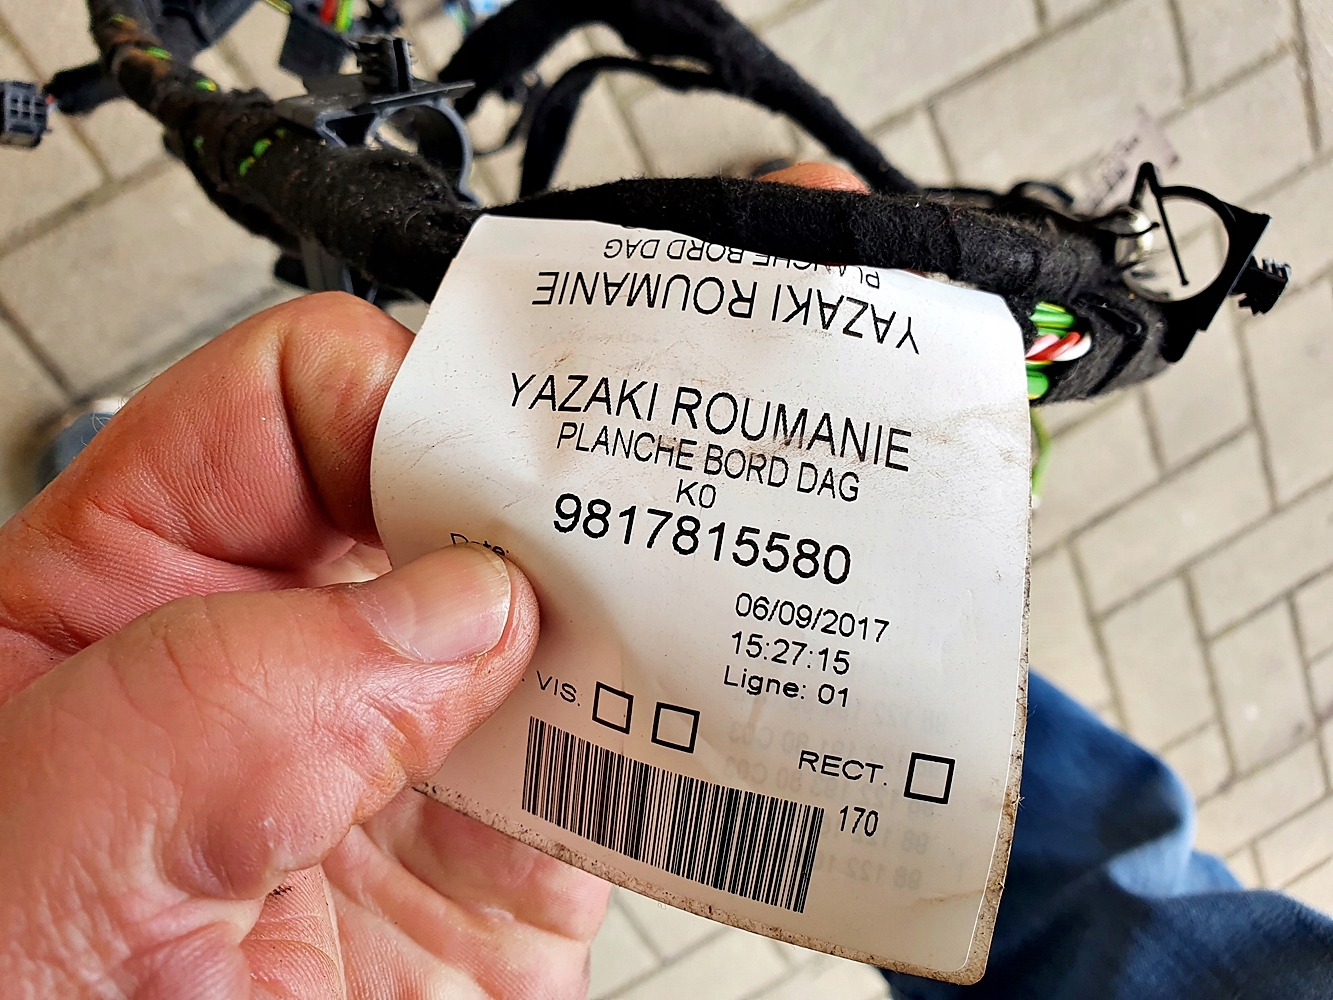 PLANCHE BORD DAG
YAZAKI ROUMANIE
YAZAKI ROUMANIE
PLANCHE BORD DAG
K0
9817815580
Date:
06/09/2017
15:27:15
Ligne: 01
VIS.
RECT.
170